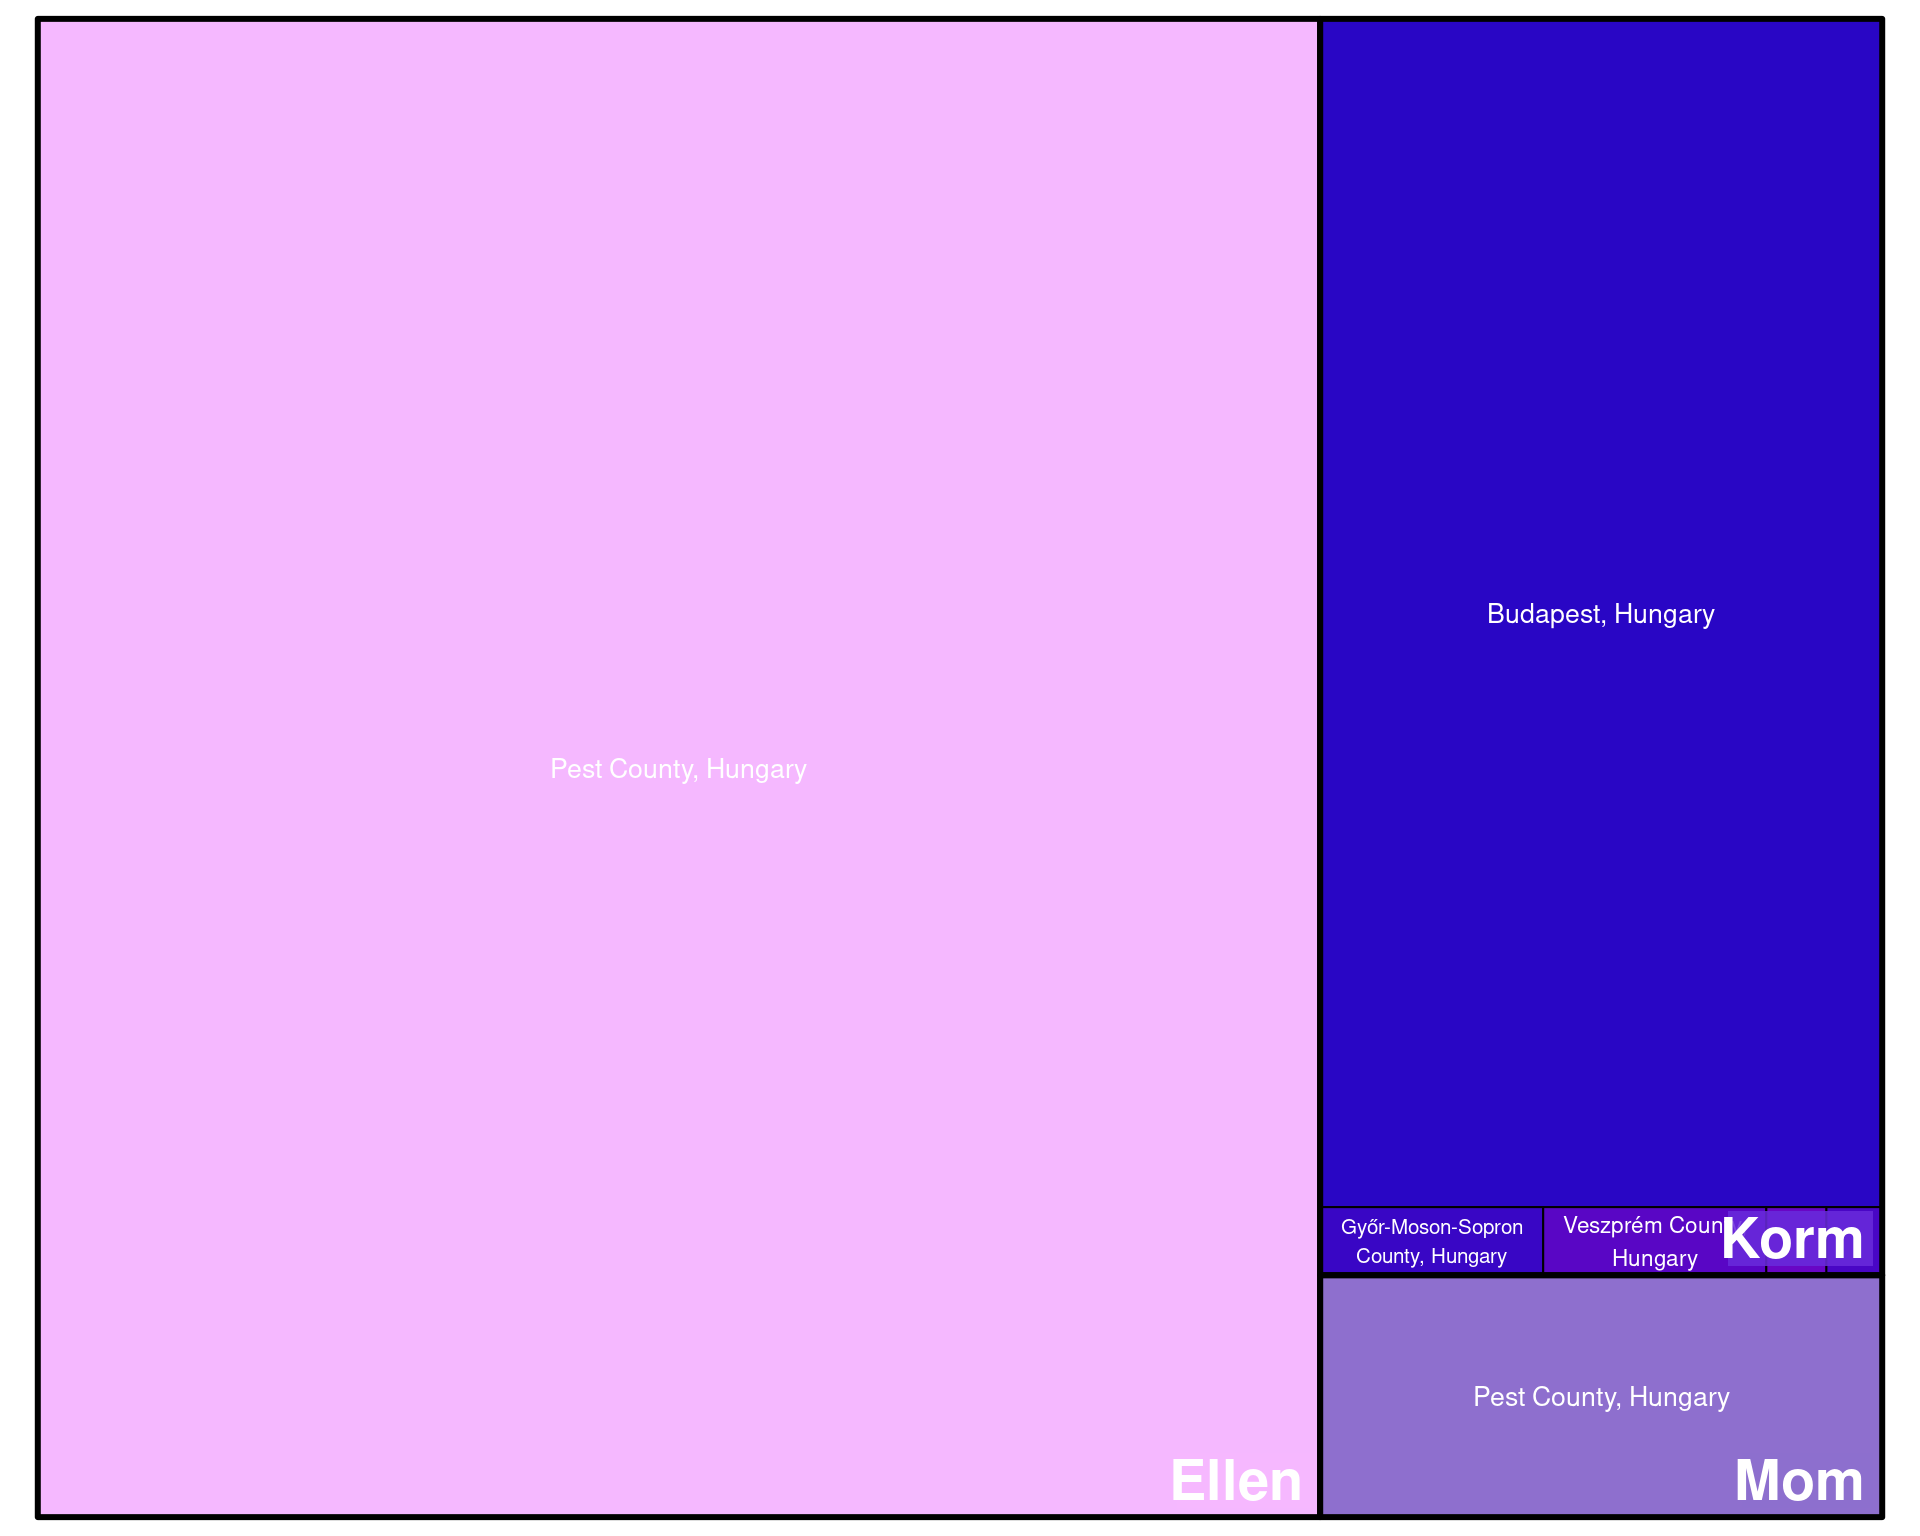 Pest County, Hungary
Ellen
Budapest, Hungary
Győr-Moson-Sopron
County, Hungary
Veszprém Coun
Hungary
Korm
Pest County, Hungary
Mom